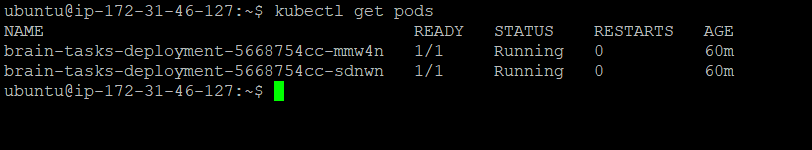 ubuntu@ip-172-31-46-127:~$ kubectl get pods
NAME READY STATUS RESTARTS AGE
brain-tasks-deployment-5668754cc-mmw4n 1/1 Running 0 60m
brain-tasks-deployment-5668754cc-sdnwn 1/1 Running 0 60m
ubuntu@ip-172-31-46-127:~$